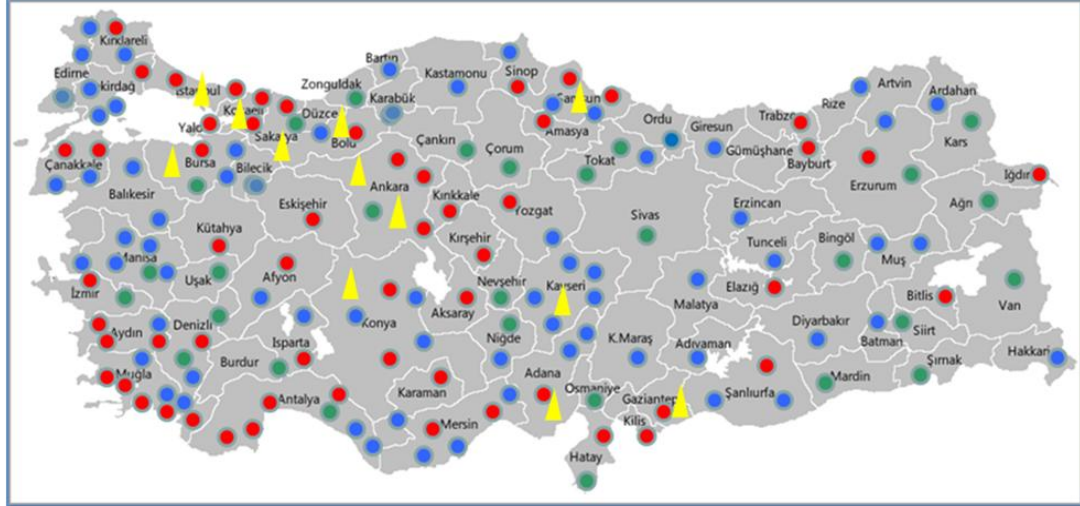 Kırklareli
Edirne
kirdağ
İstanbul
Kocaeli
Yalo
Sakarya
Düzce
Zonguldak
Bartın
Karabük
Kastamonu
Sinop
Samsun
Amasya
Ordu
Giresun
Trabzo
Rize
Artvin
Ardahan
Kars
Çanakkale
Bursa
Bilecik
Bolu
Çankırı
Çorum
Tokat
Gümüşhane
Bayburt
Erzurum
Iğdır
Ağrı
Balıkesir
Eskişehir
Ankara
Kırıkkale
Yozgat
Sivas
Erzincan
Kütahya
Kırşehir
Tunceli
Bingöl
Muş
Manisa
Uşak
Afyon
Nevşehir
Kayseri
Malatya
Elazığ
Bitlis
Van
İzmir
Aksaray
Konya
Aydın
Denizli
Isparta
Niğde
K.Maraş
Adıyaman
Diyarbakır
Batman
Siirt
Hakkari
Şırnak
Burdur
Muğla
Karaman
Adana
Osmaniye
Gaziantep
Şanlıurfa
Mardin
Antalya
Mersin
Kilis
Hatay